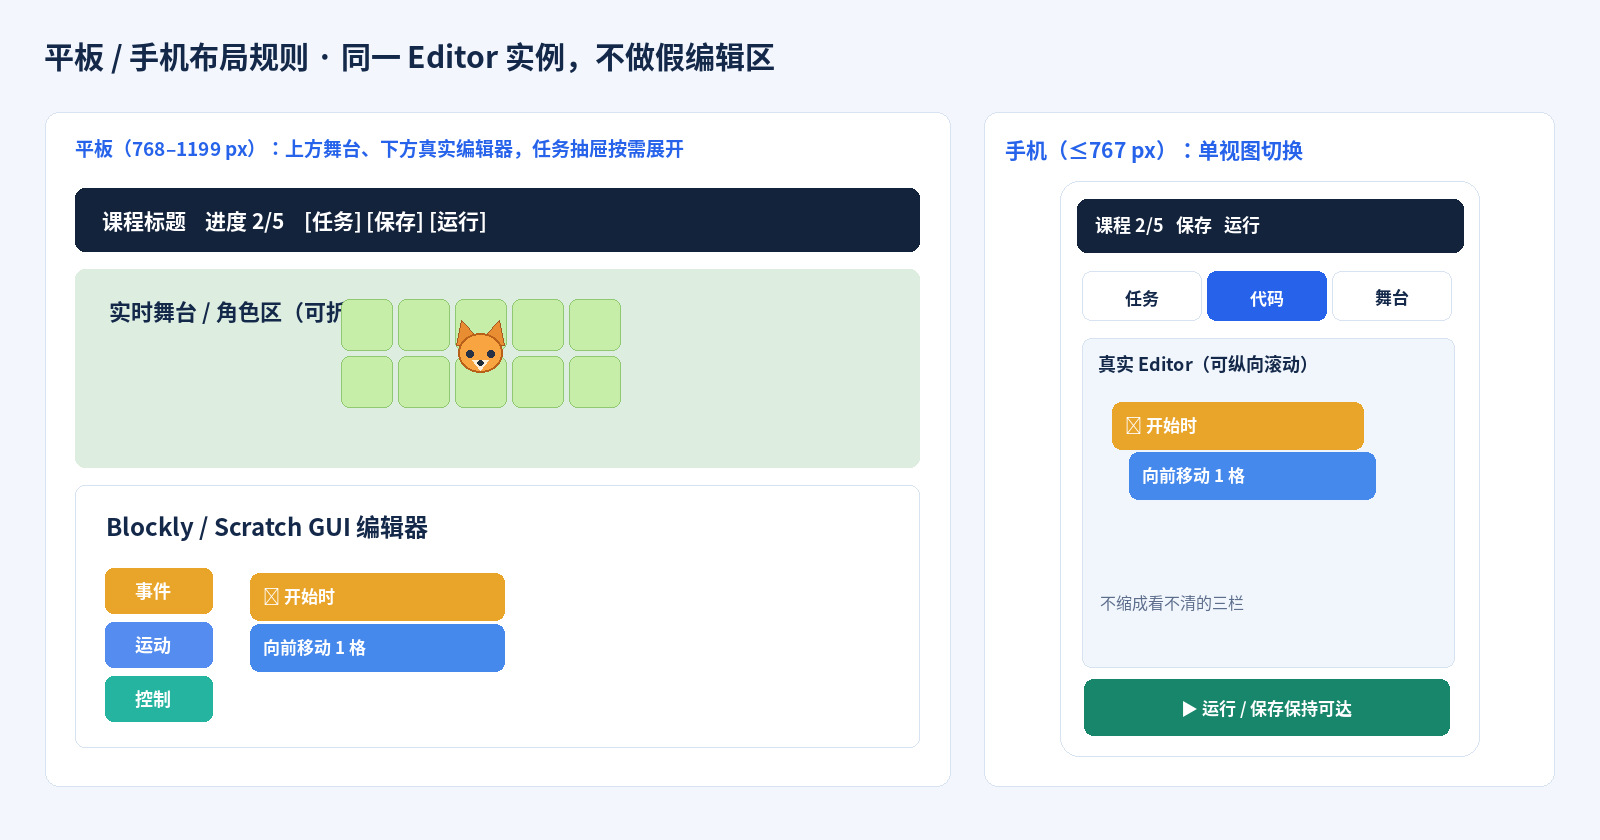 平板 / 手机布局规则 · 同一 Editor 实例，不做假编辑区
平板（768–1199 px）：上方舞台、下方真实编辑器，任务抽屉按需展开
课程标题 进度 2/5 [任务] [保存] [运行]
实时舞台 / 角色区（可折
Blockly / Scratch GUI 编辑器
事件
运动
控制
开始时
向前移动 1 格
手机（≤767 px）：单视图切换
课程 2/5 保存 运行
任务
代码
舞台
真实 Editor（可纵向滚动）
开始时
向前移动 1 格
不缩成看不清的三栏
▶ 运行 / 保存保持可达